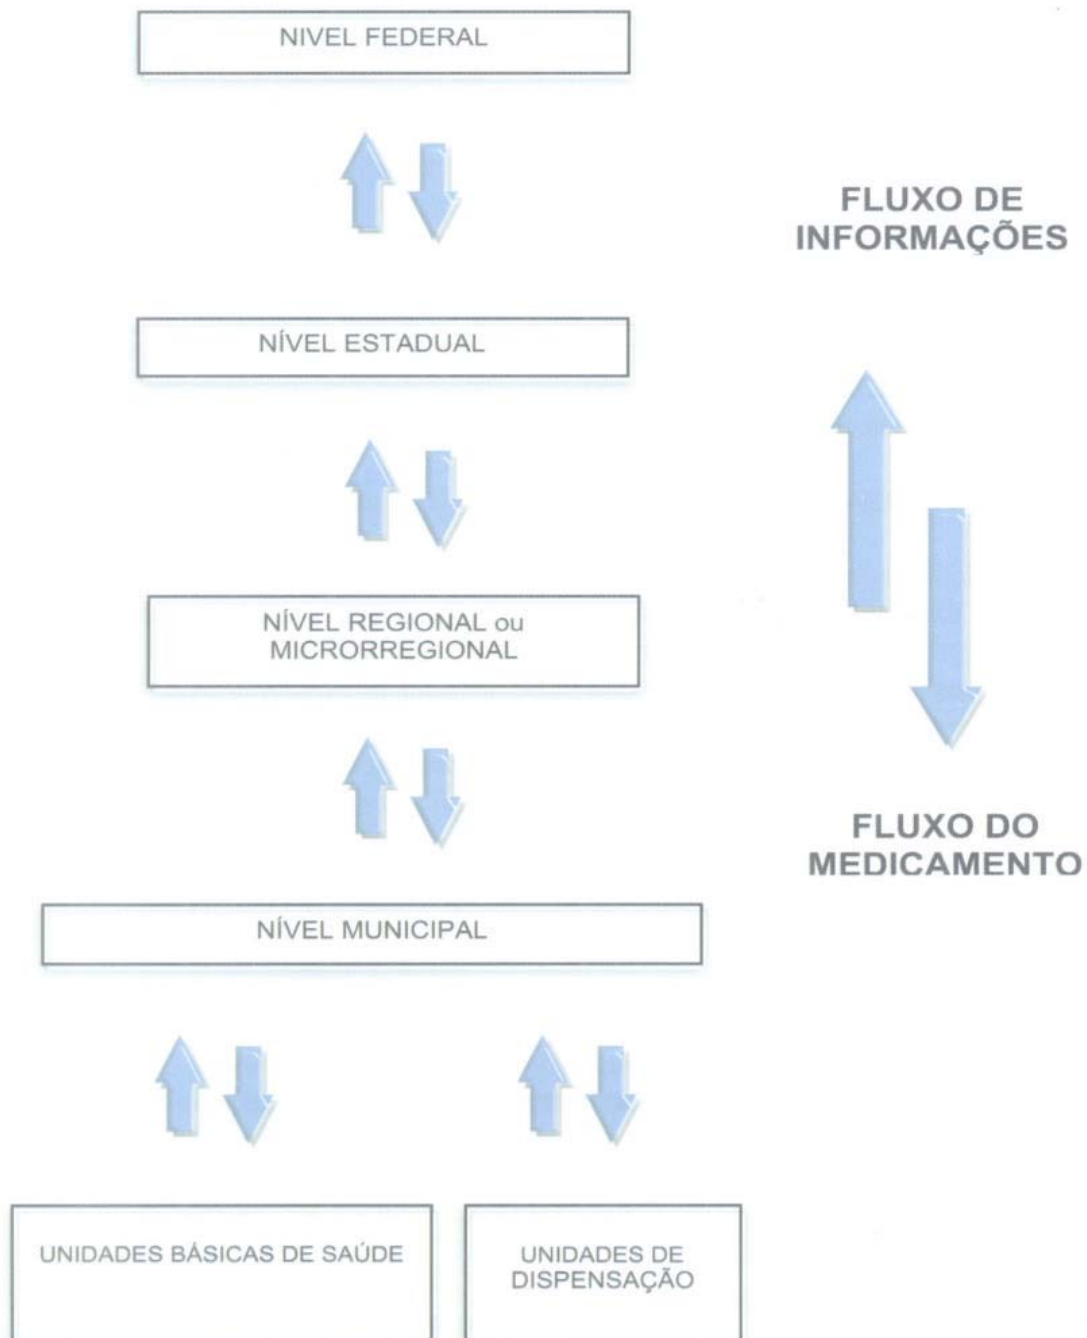 NIVEL FEDERAL
FLUXO DE
INFORMAÇÕES
NÍVEL ESTADUAL
NÍVEL REGIONAL ou
MICRORREGIONAL
NÍVEL MUNICIPAL
FLUXO DO
MEDICAMENTO
UNIDADES BÁSICAS DE SAÚDE
UNIDADES DE
DISPENSAÇÃO